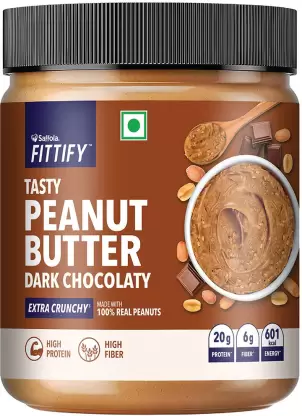 Saffola.
FITTIFY™
TASTY
PEANUT
BUTTER
DARK CHOCOLATY
EXTRA CRUNCHY
MADE WITH
100% REAL PEANUTS
HIGH
PROTEIN
HIGH
FIBER
20g
PROTEIN
6g
FIBER
601
kcal
ENERGY